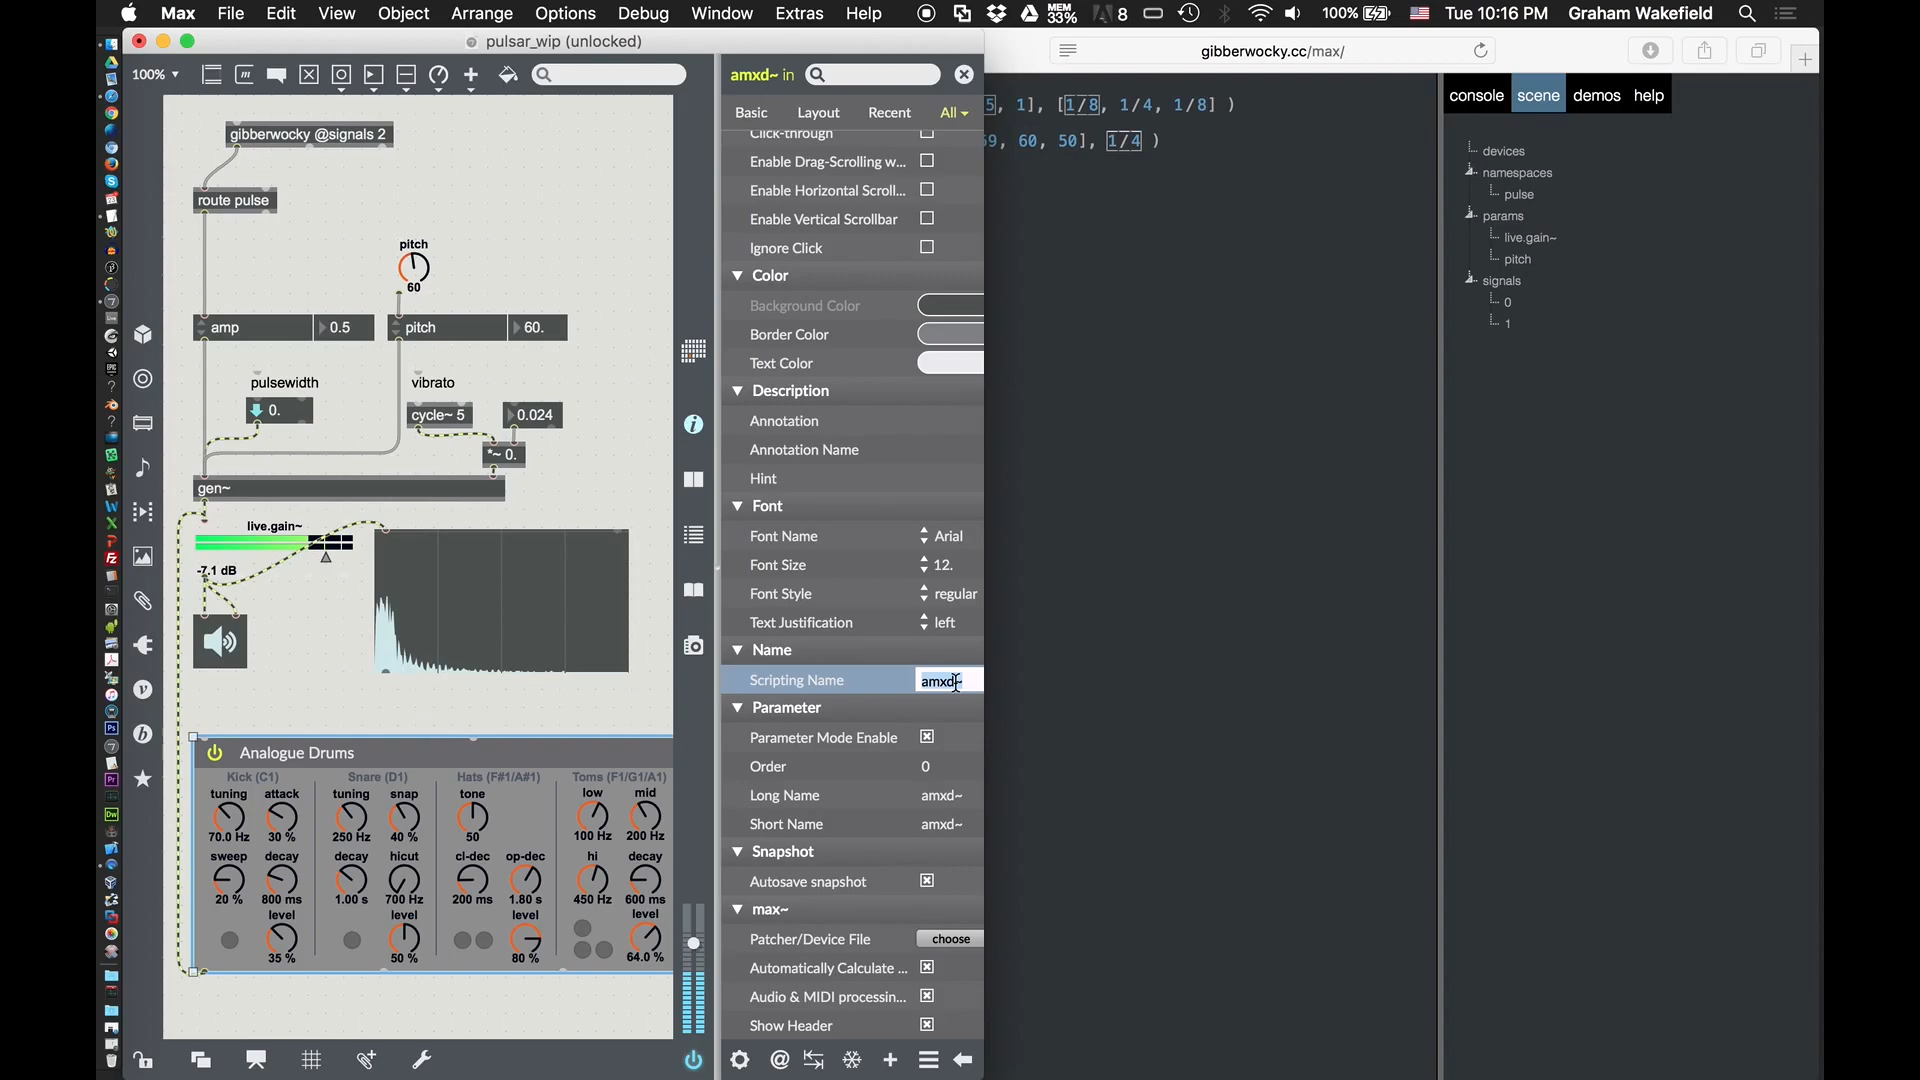 Max File Edit View Object Arrange Options Debug Window Extras Help
MEM 33% 8 100% Tue 10:16 PM Graham Wakefield
pulsar_wip (unlocked)
gibberwocky.cc/max/
100%
amxd~ in
Basic Layout Recent All
gibberwocky @signals 2
route pulse
pitch
60
amp 0.5
pitch 60.
pulsewidth
0.
vibrato
cycle~ 5
0.024
*~ 0.
gen~
live.gain~
-7.1 dB
Analogue Drums
Kick (C1) Snare (D1) Hats (F#1/A#1) Toms (F1/G1/A1)
tuning attack tuning snap tone low mid
70.0 Hz 30 % 250 Hz 40 % 50 100 Hz 200 Hz
sweep decay decay hicut cl-dec op-dec hi decay
20 % 800 ms 1.00 s 700 Hz 200 ms 1.80 s 450 Hz 600 ms
level level level level
35 % 50 % 80 % 64.0 %
Click-through
Enable Drag-Scrolling w...
Enable Horizontal Scroll...
Enable Vertical Scrollbar
Ignore Click
Color
Background Color
Border Color
Text Color
Description
Annotation
Annotation Name
Hint
Font
Font Name Arial
Font Size 12.
Font Style regular
Text Justification left
Name
Scripting Name amxd~
Parameter
Parameter Mode Enable
Order 0
Long Name amxd~
Short Name amxd~
Snapshot
Autosave snapshot
max~
Patcher/Device File choose
Automatically Calculate ...
Audio & MIDI processin...
Show Header
5, 1], [1/8, 1/4, 1/8] )
9, 60, 50], 1/4 )
console scene demos help
devices
namespaces
pulse
params
live.gain~
pitch
signals
0
1